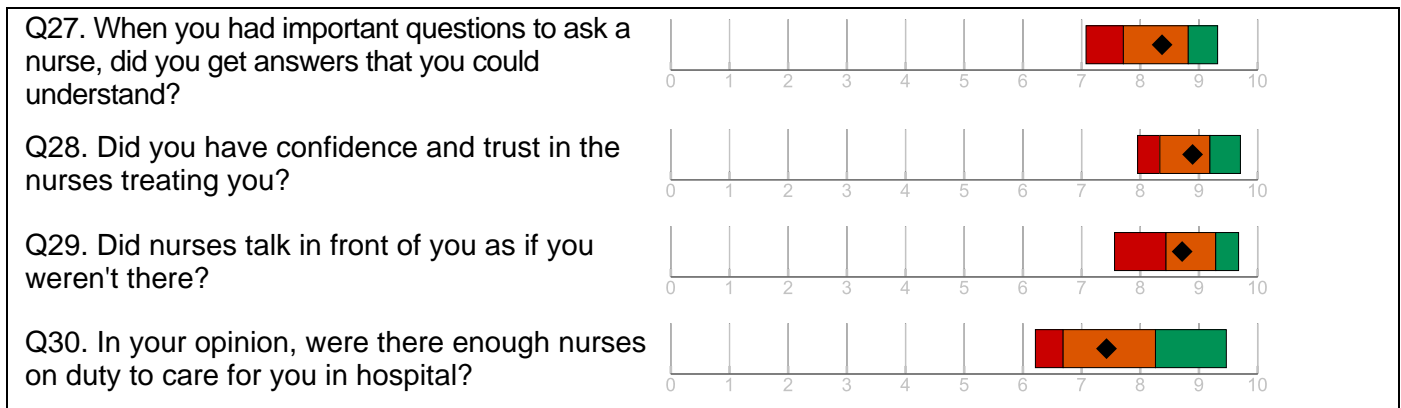 Q27. When you had important questions to ask a
nurse, did you get answers that you could
understand?
0 1 2 3 4 5 6 7 8 9 10
Q28. Did you have confidence and trust in the
nurses treating you?
0 1 2 3 4 5 6 7 8 9 10
Q29. Did nurses talk in front of you as if you
weren't there?
0 1 2 3 4 5 6 7 8 9 10
Q30. In your opinion, were there enough nurses
on duty to care for you in hospital?
0 1 2 3 4 5 6 7 8 9 10